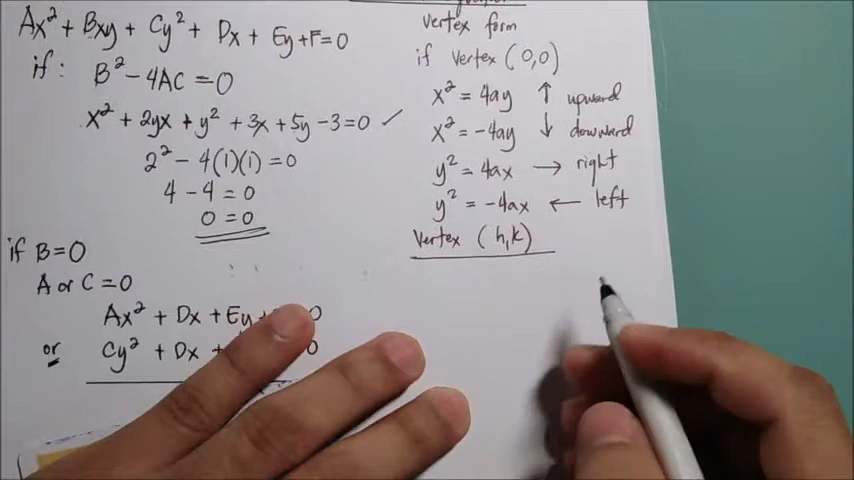 Ax² + Bxy + Cy² + Dx + Ey + F = 0
if : B² - 4AC = 0
x² + 2yx + y² + 3x + 5y - 3 = 0 ✓
2² - 4(1)(1) = 0
4 - 4 = 0
0 = 0
if B = 0
A or C = 0
Ax² + Dx + Ey 0
or Cy² + Dx + 0
vertex form
if vertex (0,0)
x² = 4ay ↑ upward
x² = -4ay ↓ downward
y² = 4ax → right
y² = -4ax ← left
Vertex (h,k)